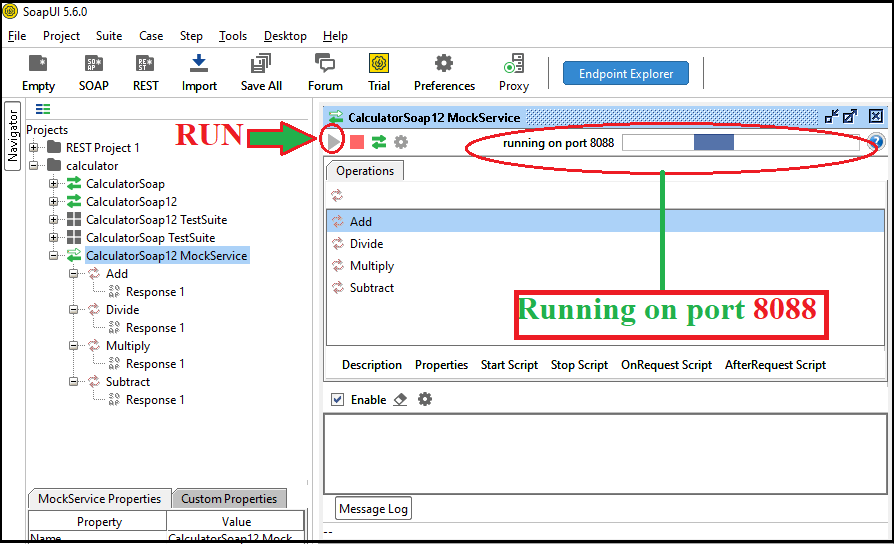 SoapUI 5.6.0
File Project Suite Case Step Tools Desktop Help
Empty SOAP REST Import Save All Forum Trial Preferences Proxy Endpoint Explorer
Navigator
Projects
REST Project 1
calculator
CalculatorSoap
CalculatorSoap12
CalculatorSoap12 TestSuite
CalculatorSoap TestSuite
CalculatorSoap12 MockService
Add
Response 1
Divide
Response 1
Multiply
Response 1
Subtract
Response 1
MockService Properties Custom Properties
Property Value
Name CalculatorSoap12 Mock
RUN
CalculatorSoap12 MockService
running on port 8088
Operations
Add
Divide
Multiply
Subtract
Running on port 8088
Description Properties Start Script Stop Script OnRequest Script AfterRequest Script
Enable
Message Log
--